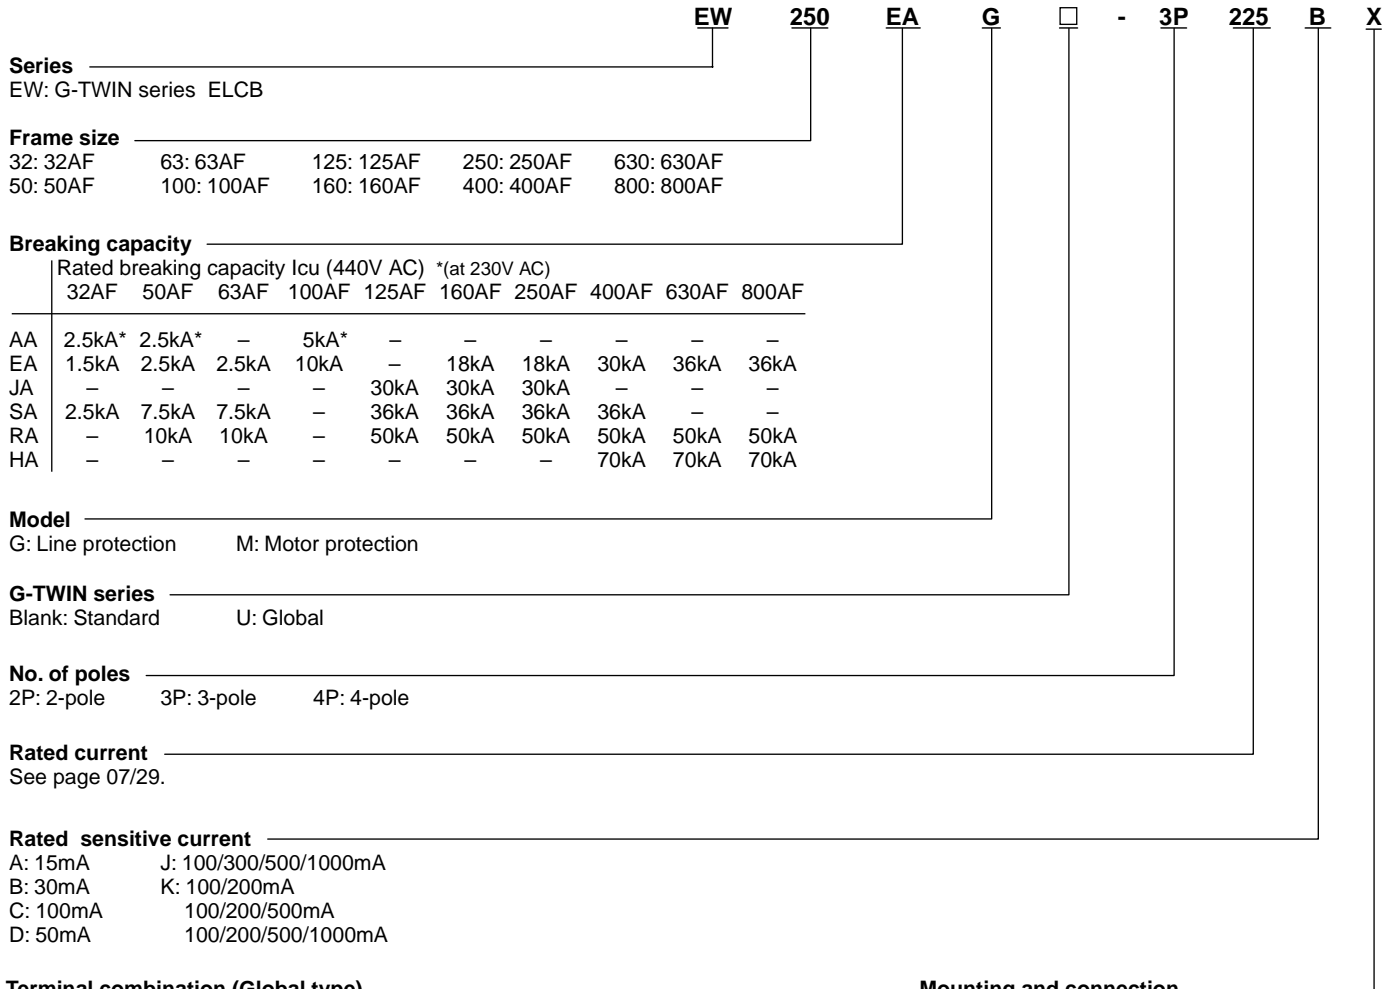 EW 250 EA G □ - 3P 225 B X
Series
EW: G-TWIN series ELCB
Frame size
32: 32AF 63: 63AF 125: 125AF 250: 250AF 630: 630AF
50: 50AF 100: 100AF 160: 160AF 400: 400AF 800: 800AF
Breaking capacity
Rated breaking capacity Icu (440V AC) *(at 230V AC)
32AF 50AF 63AF 100AF 125AF 160AF 250AF 400AF 630AF 800AF
AA 2.5kA* 2.5kA* – 5kA* – – – – – –
EA 1.5kA 2.5kA 2.5kA 10kA – 18kA 18kA 30kA 36kA 36kA
JA – – – – 30kA 30kA 30kA – – –
SA 2.5kA 7.5kA 7.5kA – 36kA 36kA 36kA 36kA – –
RA – 10kA 10kA – 50kA 50kA 50kA 50kA 50kA 50kA
HA – – – – – – – 70kA 70kA 70kA
Model
G: Line protection M: Motor protection
G-TWIN series
Blank: Standard U: Global
No. of poles
2P: 2-pole 3P: 3-pole 4P: 4-pole
Rated current
See page 07/29.
Rated sensitive current
A: 15mA J: 100/300/500/1000mA
B: 30mA K: 100/200mA
C: 100mA 100/200/500mA
D: 50mA 100/200/500/1000mA
Terminal combination (Global type) Mounting and connection